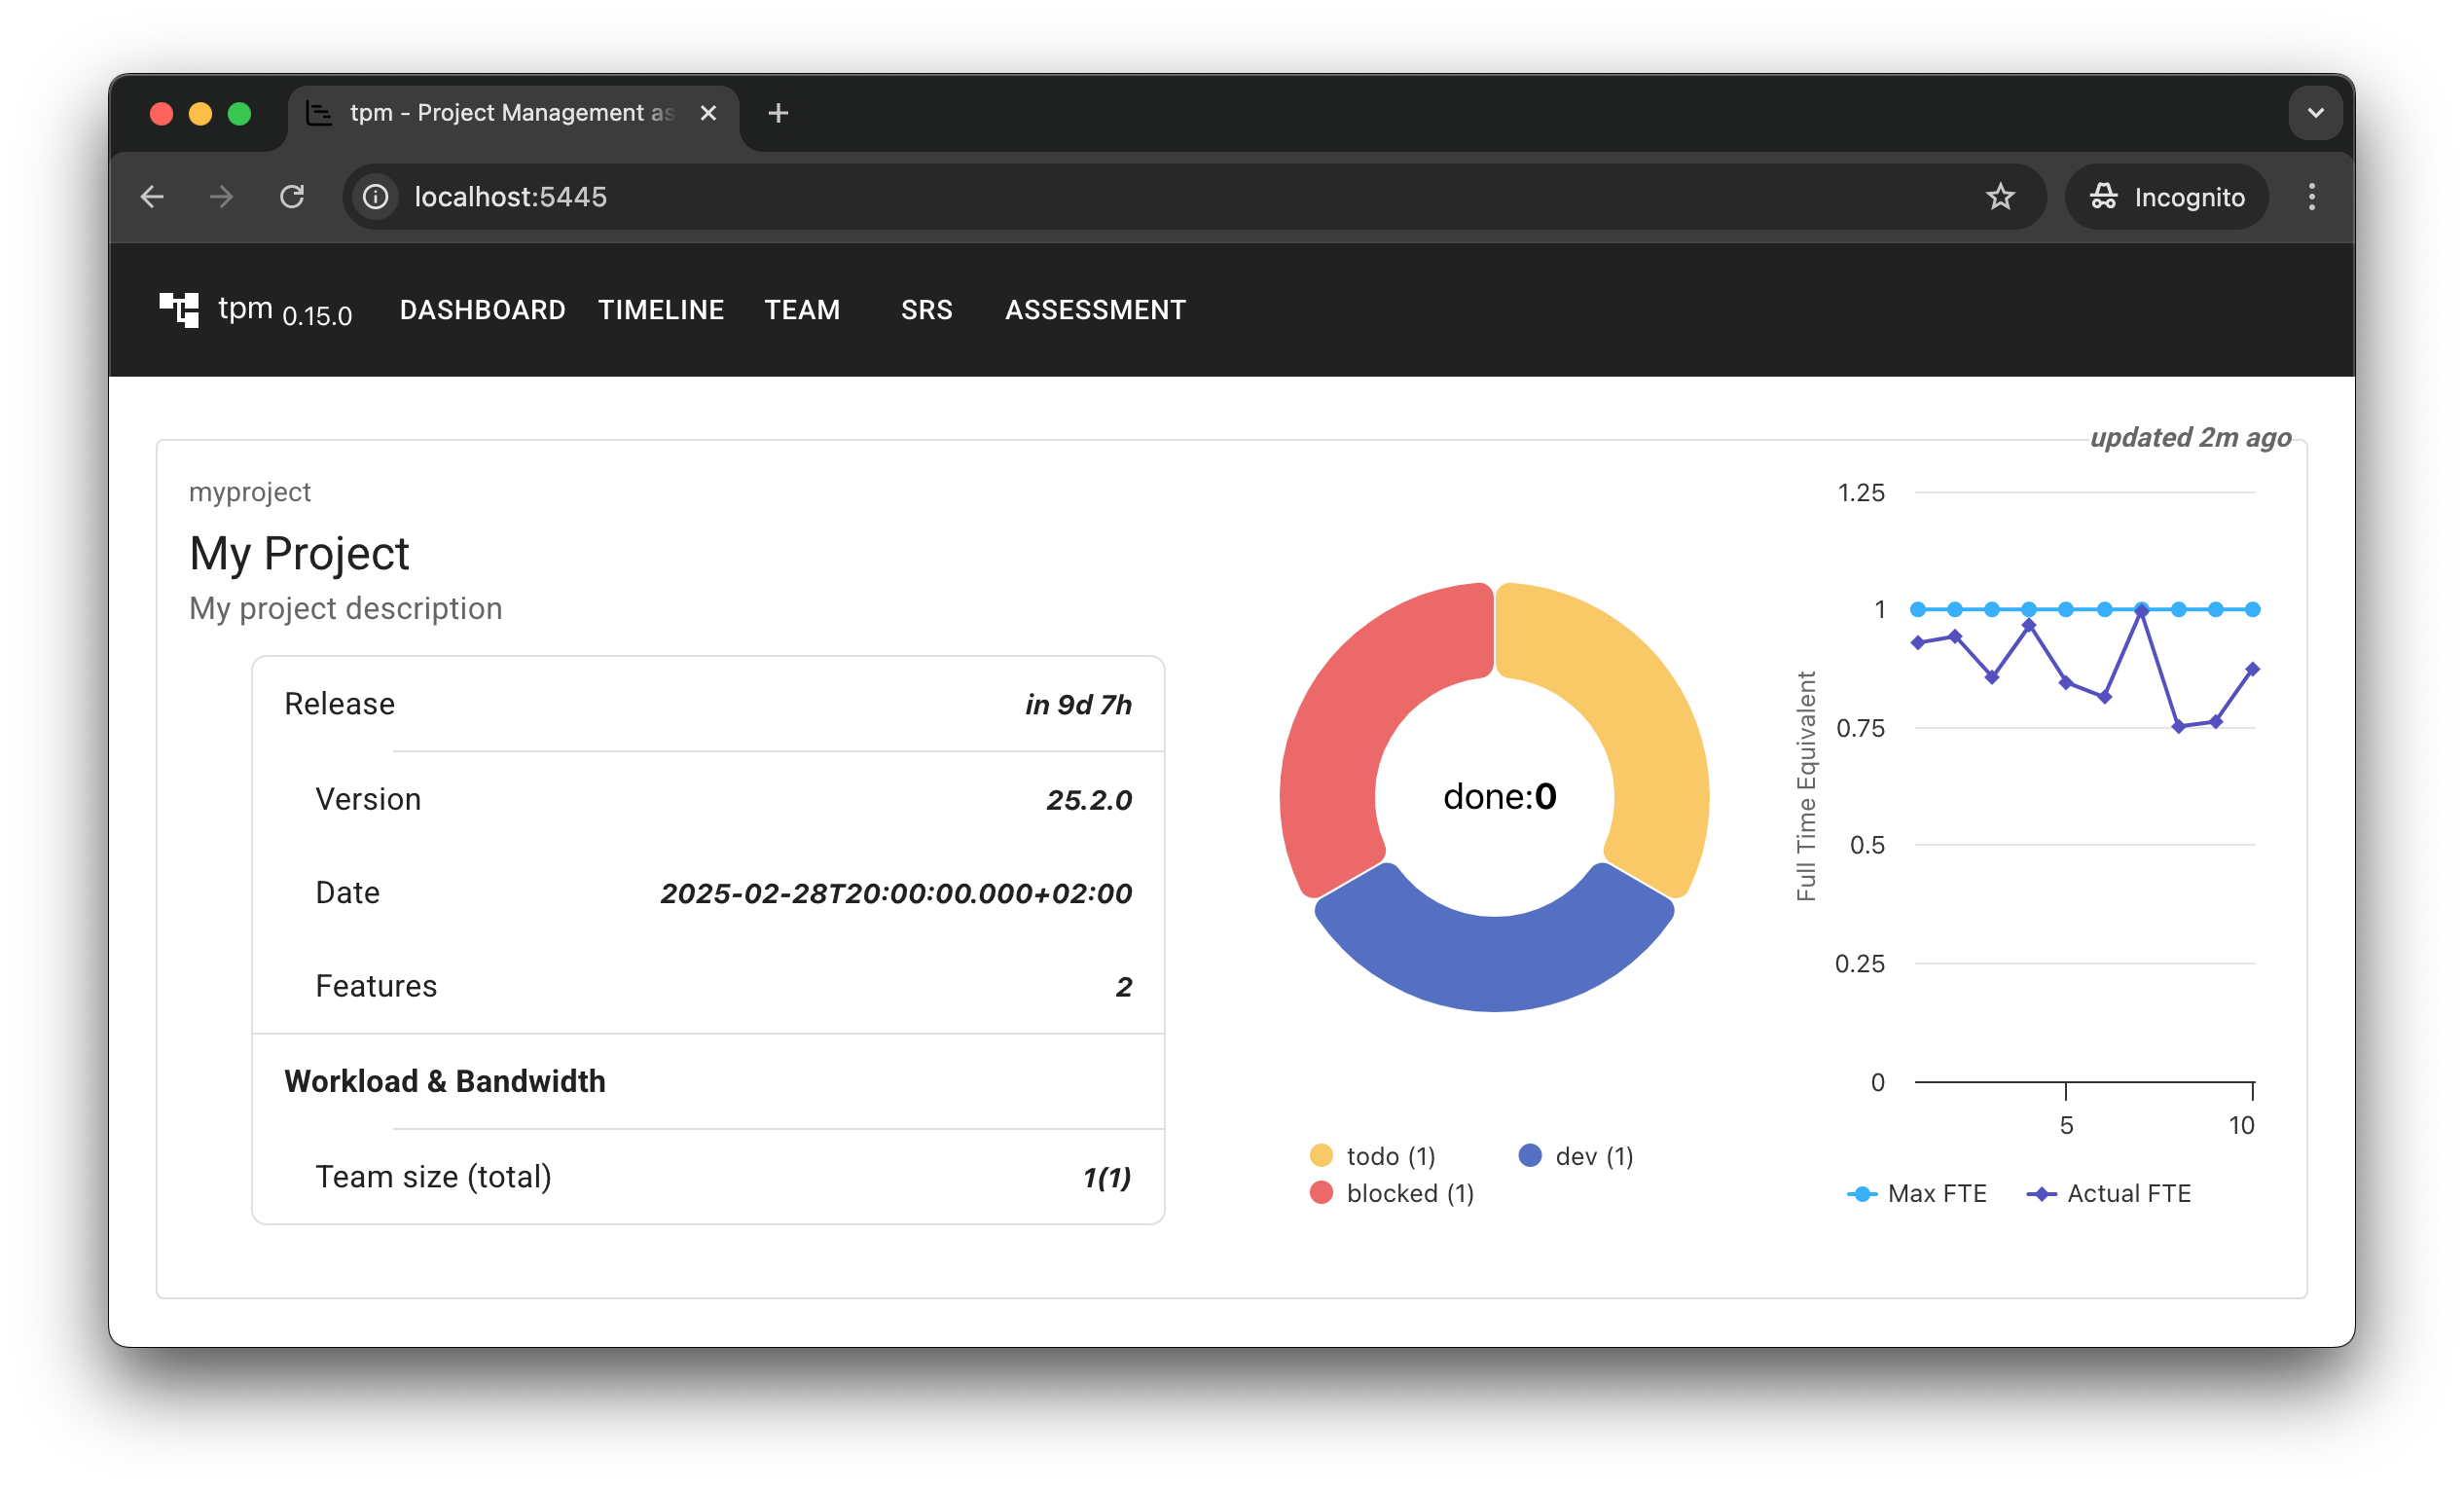 tpm - Project Management as
localhost:5445
Incognito
tpm 0.15.0 DASHBOARD TIMELINE TEAM SRS ASSESSMENT
updated 2m ago
myproject
My Project
My project description
Release in 9d 7h
Version 25.2.0
Date 2025-02-28T20:00:00.000+02:00
Features 2
Workload & Bandwidth
Team size (total) 1(1)
done:0
todo (1) dev (1)
blocked (1)
Full Time Equivalent
1.25
1
0.75
0.5
0.25
0
5 10
Max FTE Actual FTE